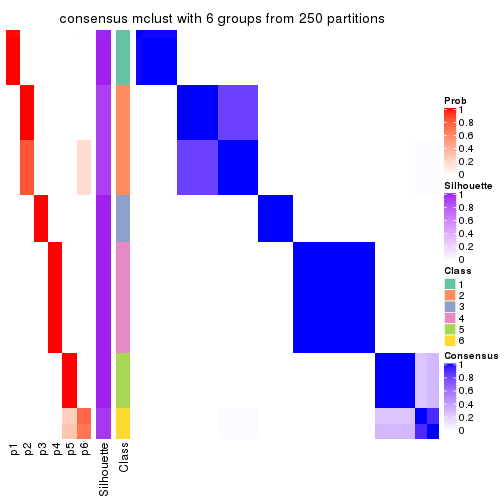 consensus mclust with 6 groups from 250 partitions
Prob
1
0.8
0.6
0.4
0.2
0
Silhouette
1
0.8
0.6
0.4
0.2
0
Class
1
2
3
4
5
6
Consensus
1
0.8
0.6
0.4
0.2
0
p1
p2
p3
p4
p5
p6
Silhouette
Class